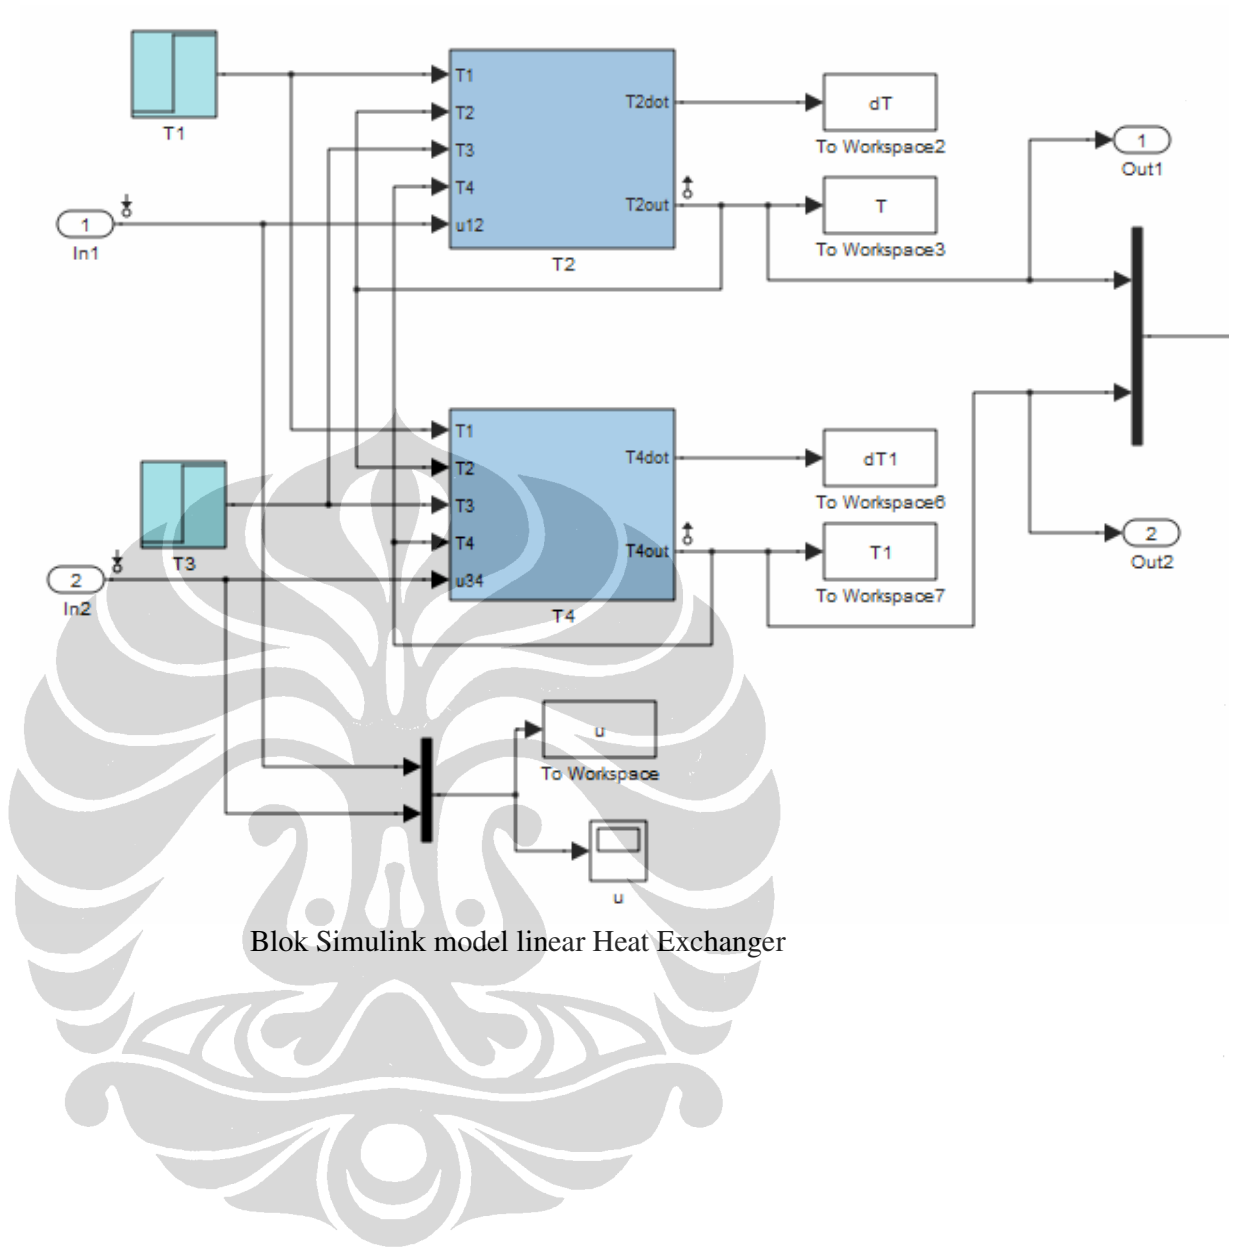 T1
In1
1
T1
T2
T3
T4
u12
T2dot
T2out
T2
dT
To Workspace2
T
To Workspace3
1
Out1
T3
2
In2
T1
T2
T3
T4
u34
T4dot
T4out
T4
dT1
To Workspace6
T1
To Workspace7
2
Out2
u
To Workspace
u
Blok Simulink model linear Heat Exchanger